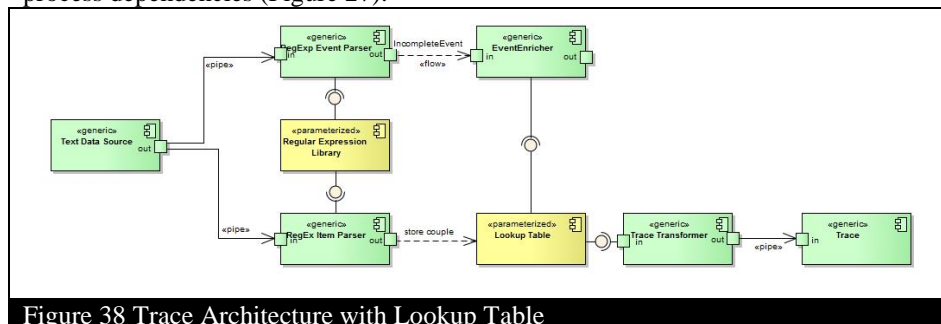 process dependencies (Figure 27).
«generic»
RegExp Event Parser
in
out
IncompleteEvent
«flow»
«generic»
EventEnricher
in
out
«pipe»
«generic»
Text Data Source
out
«parameterized»
Regular Expression
Library
«pipe»
«generic»
RegEx Item Parser
in
out
store couple
«parameterized»
Lookup Table
«generic»
Trace Transformer
in
out
«pipe»
«generic»
Trace
in
Figure 38 Trace Architecture with Lookup Table